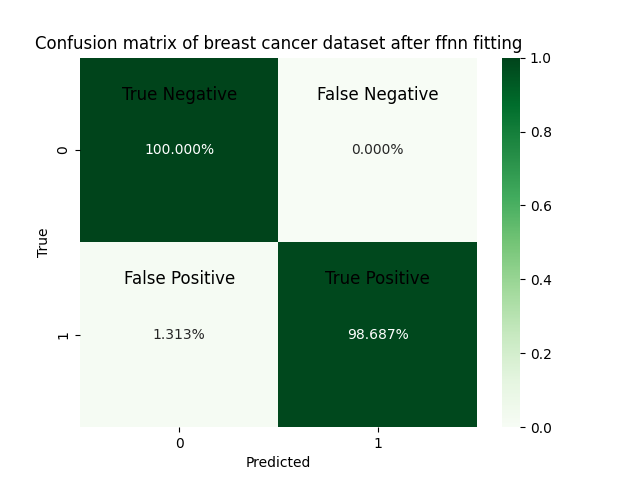 Confusion matrix of breast cancer dataset after ffnn fitting
True Negative
False Negative
100.000%
0.000%
False Positive
True Positive
1.313%
98.687%
0
1
True
0
1
Predicted
1.0
0.8
0.6
0.4
0.2
0.0